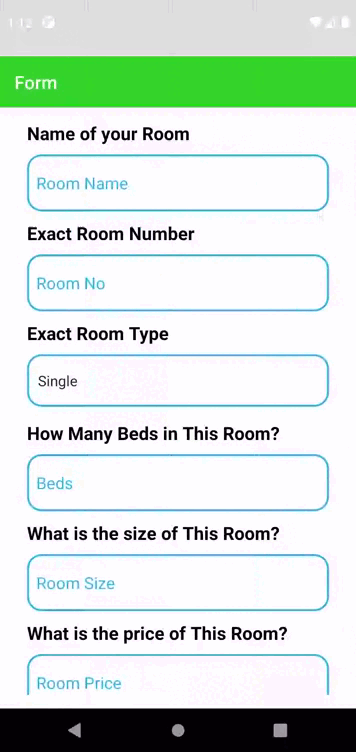 1:12
Form
Name of your Room
Room Name
Exact Room Number
Room No
Exact Room Type
Single
How Many Beds in This Room?
Beds
What is the size of This Room?
Room Size
What is the price of This Room?
Room Price